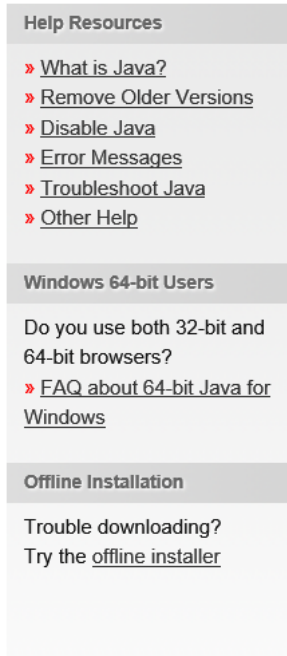 Help Resources
» What is Java?
» Remove Older Versions
» Disable Java
» Error Messages
» Troubleshoot Java
» Other Help
Windows 64-bit Users
Do you use both 32-bit and
64-bit browsers?
» FAQ about 64-bit Java for
Windows
Offline Installation
Trouble downloading?
Try the offline installer